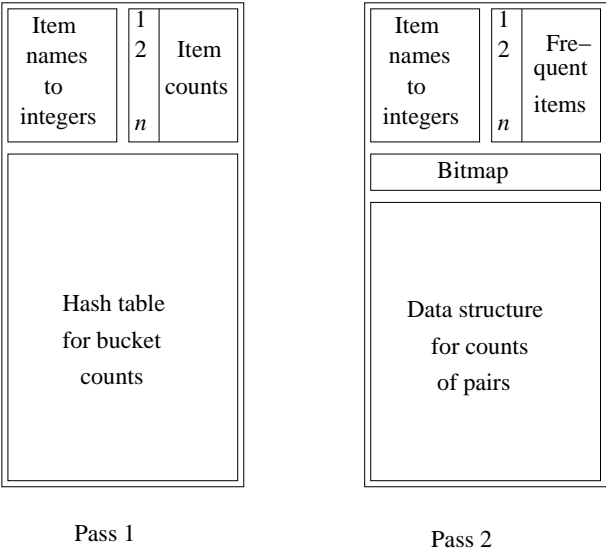 Item
names
to
integers
1
2
n
Item
counts
Hash table
for bucket
counts
Pass 1
Item
names
to
integers
1
2
n
Fre–
quent
items
Bitmap
Data structure
for counts
of pairs
Pass 2